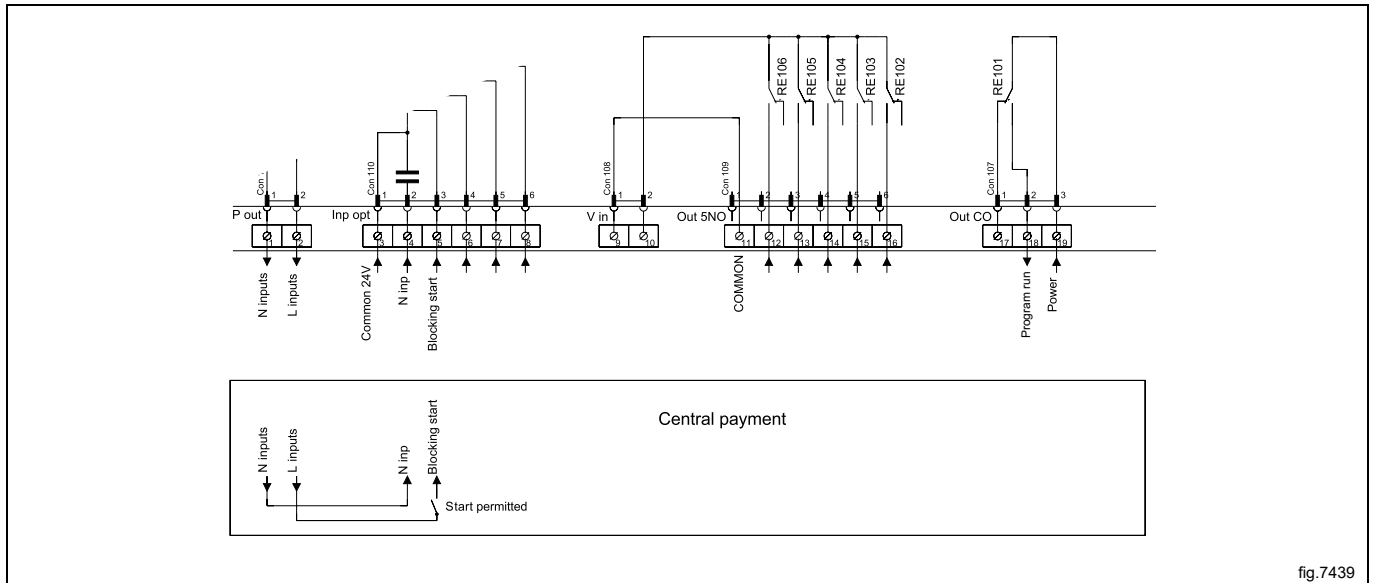 RE106
RE105
RE104
RE103
RE102
RE101
Con
1
2
Con 110
1
2
3
4
5
6
Con 108
1
2
Con 109
1
2
3
4
5
6
Con 107
1
2
3
P out
Inp opt
V in
Out 5NO
Out CO
1
2
3
4
5
6
7
8
9
10
11
12
13
14
15
16
17
18
19
N inputs
L inputs
Common 24V
N inp
Blocking start
COMMON
Program run
Power
Central payment
N inputs
L inputs
N inp
Blocking start
Start permitted
fig.7439